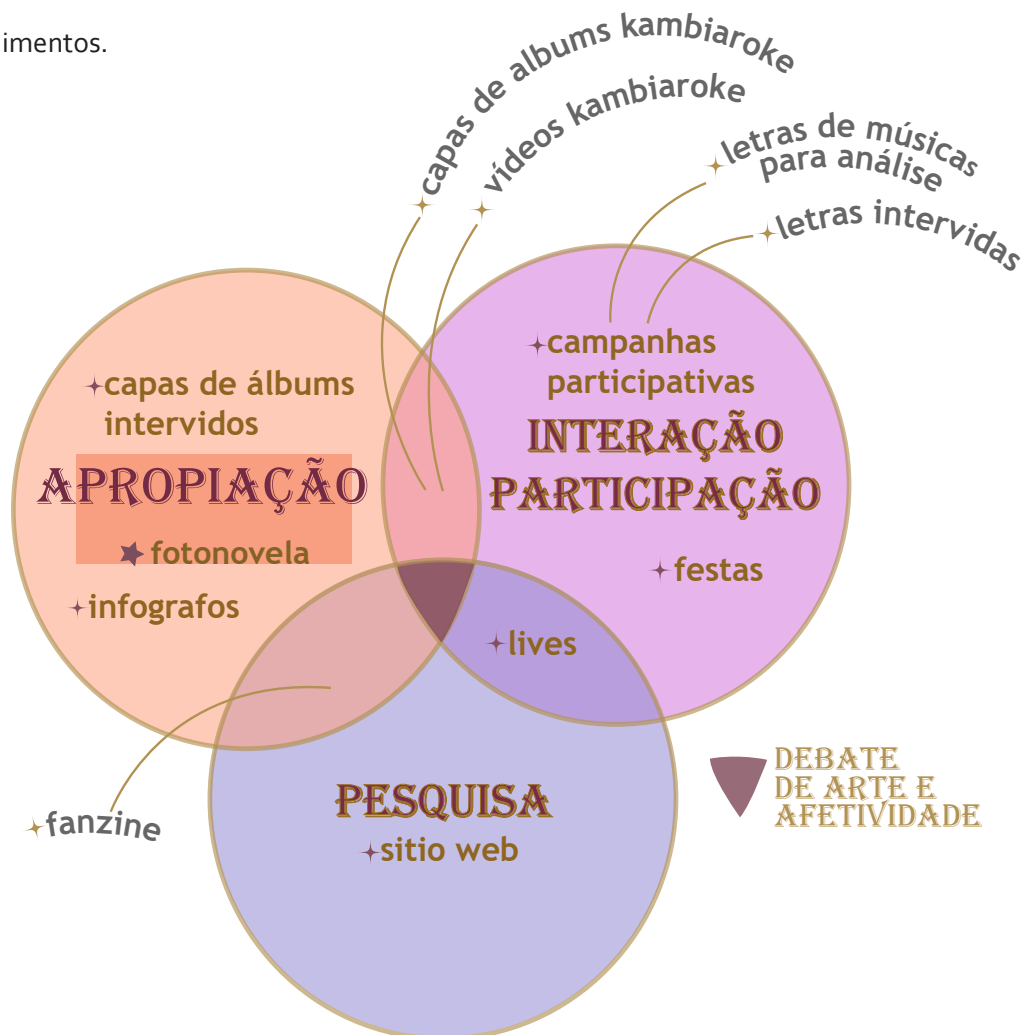 imentos.
capas de albums kambiaroke
vídeos kambiaroke
letras de músicas
para análise
letras intervidas
campanhas
participativas
INTERAÇÃO
PARTICIPAÇÃO
festas
capas de álbums
intervidos
APROPIAÇÃO
fotonovela
infografos
lives
fanzine
PESQUISA
sitio web
DEBATE
DE ARTE E
AFETIVIDADE